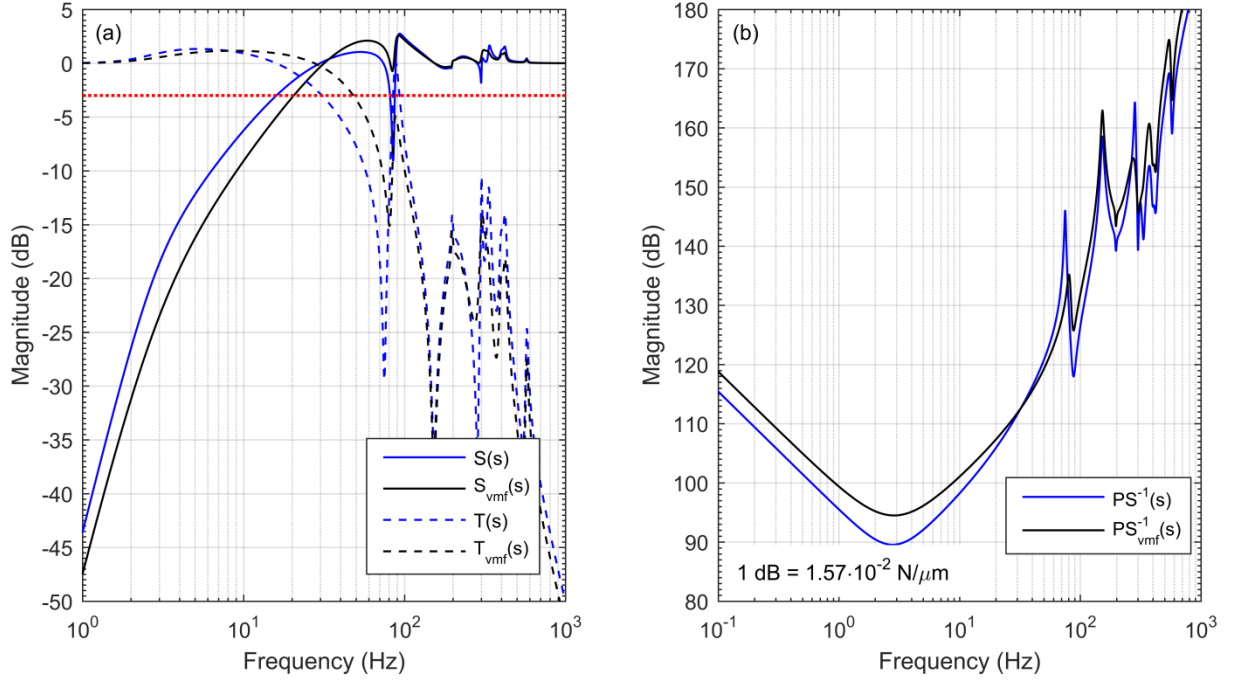 (a)
5
0
-5
-10
-15
-20
-25
-30
-35
-40
-45
-50
Magnitude (dB)
10^0
10^1
10^2
10^3
Frequency (Hz)
S(s)
S_vmf(s)
T(s)
T_vmf(s)
(b)
180
170
160
150
140
130
120
110
100
90
80
Magnitude (dB)
10^-1
10^0
10^1
10^2
10^3
Frequency (Hz)
PS^-1(s)
PS^-1_vmf(s)
1 dB = 1.57·10^-2 N/μm